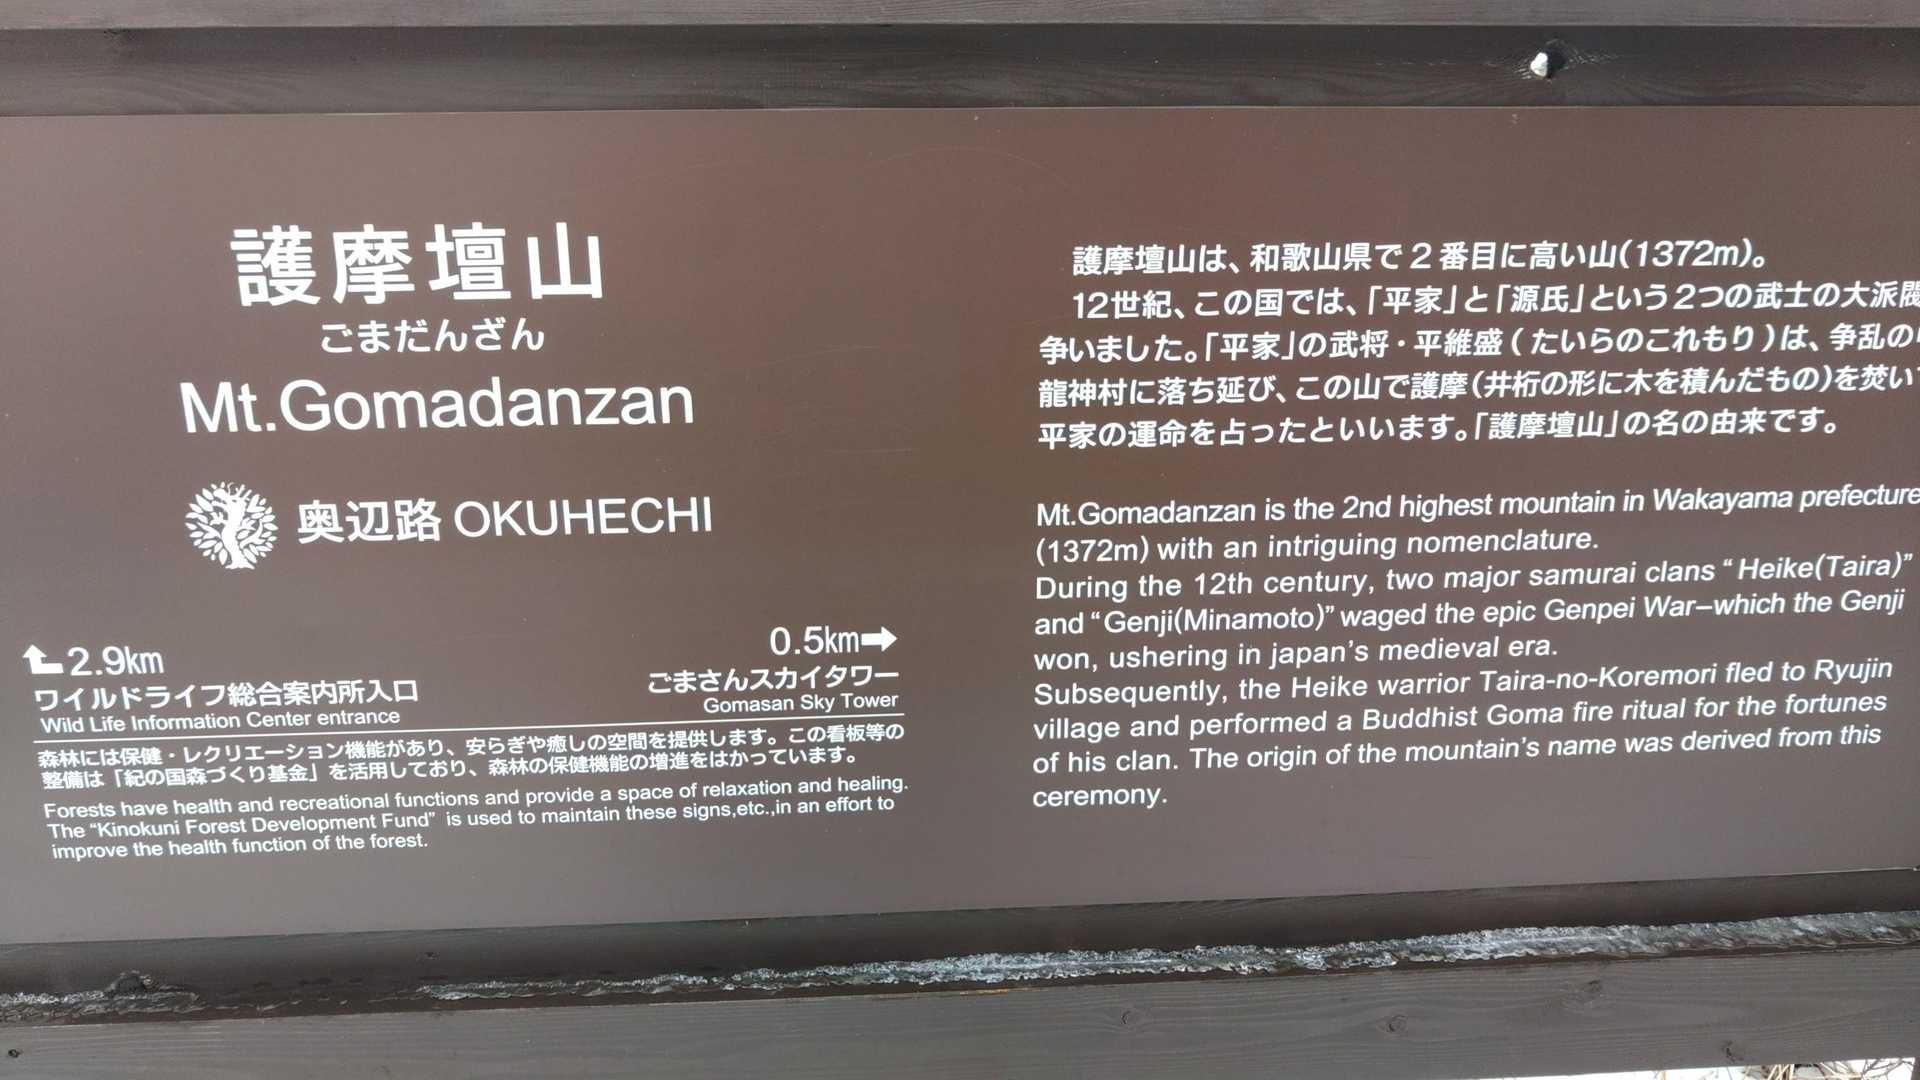 護摩壇山
ごまだんざん
Mt.Gomadanzan
奥辺路 OKUHECHI
2.9km
ワイルドライフ総合案内所入口
Wild Life Information Center entrance
0.5km
ごまさんスカイタワー
Gomasan Sky Tower
森林には保健・レクリエーション機能があり、安らぎや癒しの空間を提供します。この看板等の
整備は「紀の国森づくり基金」を活用しており、森林の保健機能の増進をはかっています。
Forests have health and recreational functions and provide a space of relaxation and healing.
The “Kinokuni Forest Development Fund” is used to maintain these signs,etc.,in an effort to
improve the health function of the forest.
護摩壇山は、和歌山県で2番目に高い山(1372m)。
12世紀、この国では、「平家」と「源氏」という2つの武士の大派閥
争いました。「平家」の武将・平維盛(たいらのこれもり)は、争乱の
龍神村に落ち延び、この山で護摩(井桁の形に木を積んだもの)を焚い
平家の運命を占ったといいます。「護摩壇山」の名の由来です。
Mt.Gomadanzan is the 2nd highest mountain in Wakayama prefecture
(1372m) with an intriguing nomenclature.
During the 12th century, two major samurai clans “Heike(Taira)”
and “Genji(Minamoto)” waged the epic Genpei War–which the Genji
won, ushering in japan’s medieval era.
Subsequently, the Heike warrior Taira-no-Koremori fled to Ryujin
village and performed a Buddhist Goma fire ritual for the fortunes
of his clan. The origin of the mountain’s name was derived from this
ceremony.